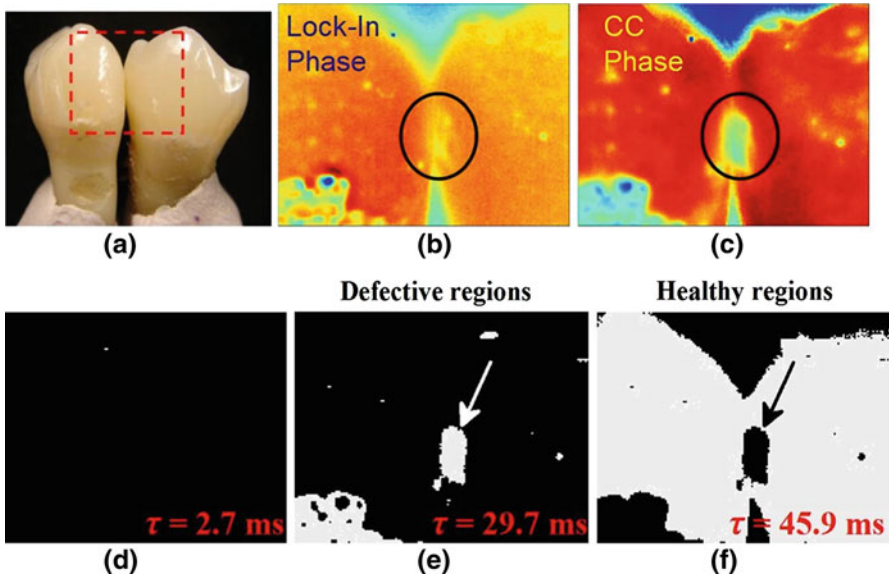 Lock-In
Phase
CC
Phase
(a)
(b)
(c)
Defective regions
Healthy regions
τ = 2.7 ms
τ = 29.7 ms
τ = 45.9 ms
(d)
(e)
(f)